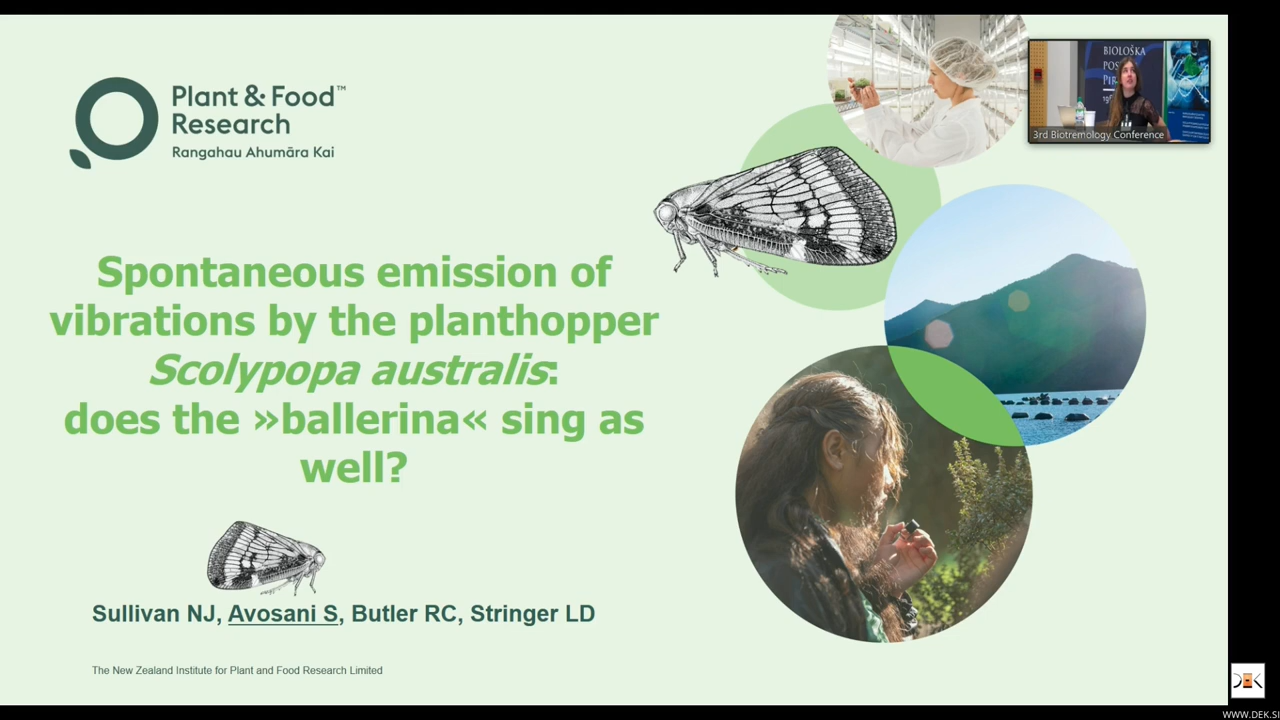 Plant & Food™
Research
Rangahau Ahumāra Kai
BIOLOŠKA
POS
PIR
3rd Biotremology Conference
Spontaneous emission of
vibrations by the planthopper
Scolypopa australis:
does the »ballerina« sing as
well?
Sullivan NJ, Avosani S, Butler RC, Stringer LD
The New Zealand Institute for Plant and Food Research Limited
DEK
WWW.DEK.SI